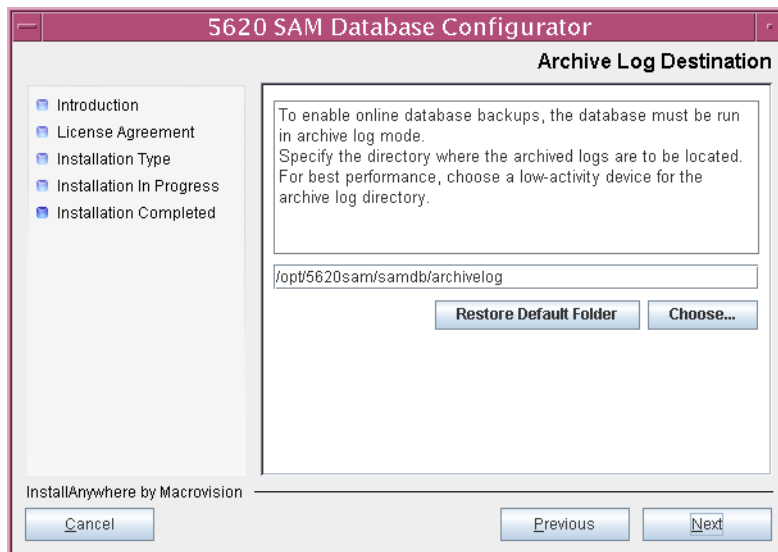 5620 SAM Database Configurator
Archive Log Destination
Introduction
License Agreement
Installation Type
Installation In Progress
Installation Completed
To enable online database backups, the database must be run
in archive log mode.
Specify the directory where the archived logs are to be located.
For best performance, choose a low-activity device for the
archive log directory.
/opt/5620sam/samdb/archivelog
Restore Default Folder
Choose...
InstallAnywhere by Macrovision
Cancel
Previous
Next